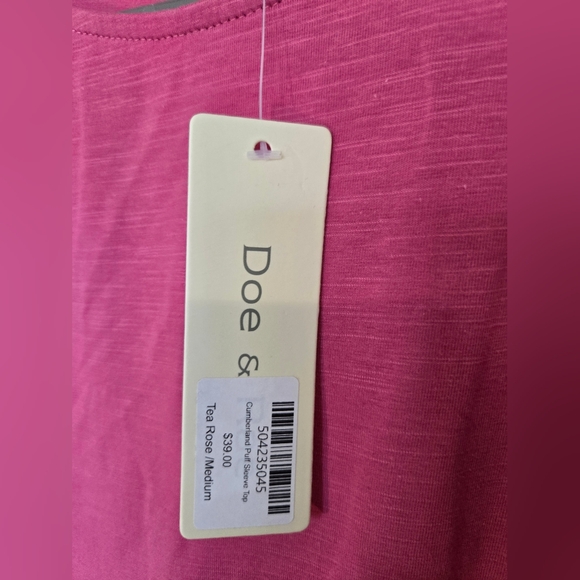 Doe &
504235045
Cumberland Puff Sleeve Top
$39.00
Tea Rose /Medium